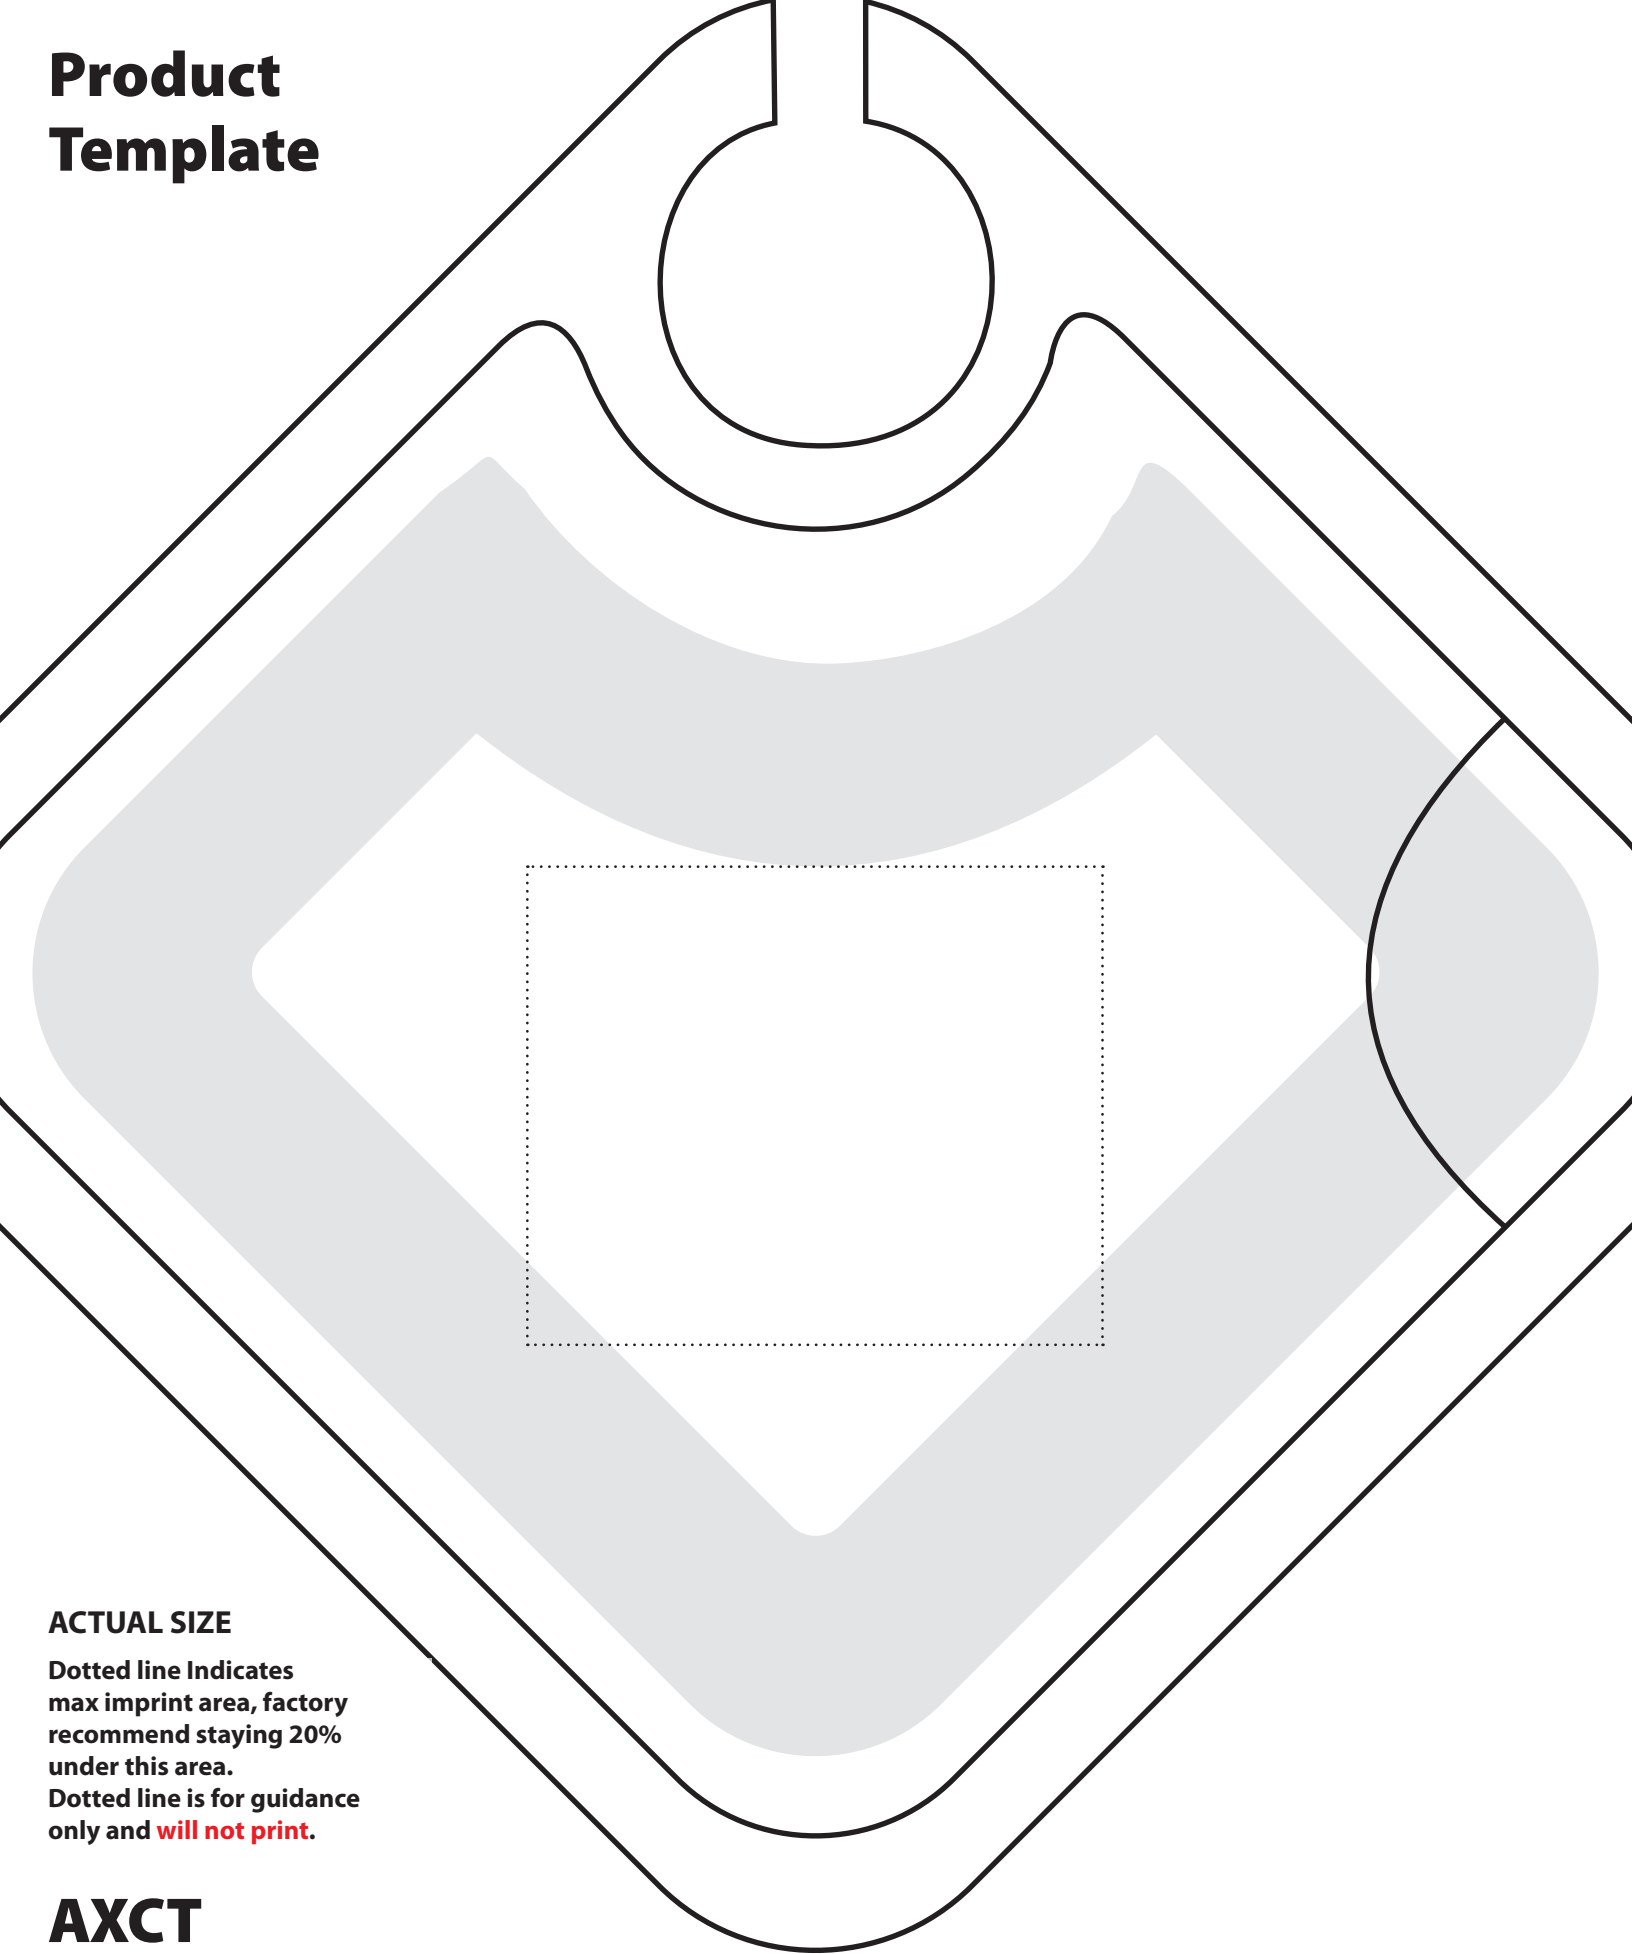 Product
Template
ACTUAL SIZE
Dotted line Indicates
max imprint area, factory
recommend staying 20%
under this area.
Dotted line is for guidance
only and will not print.
AXCT